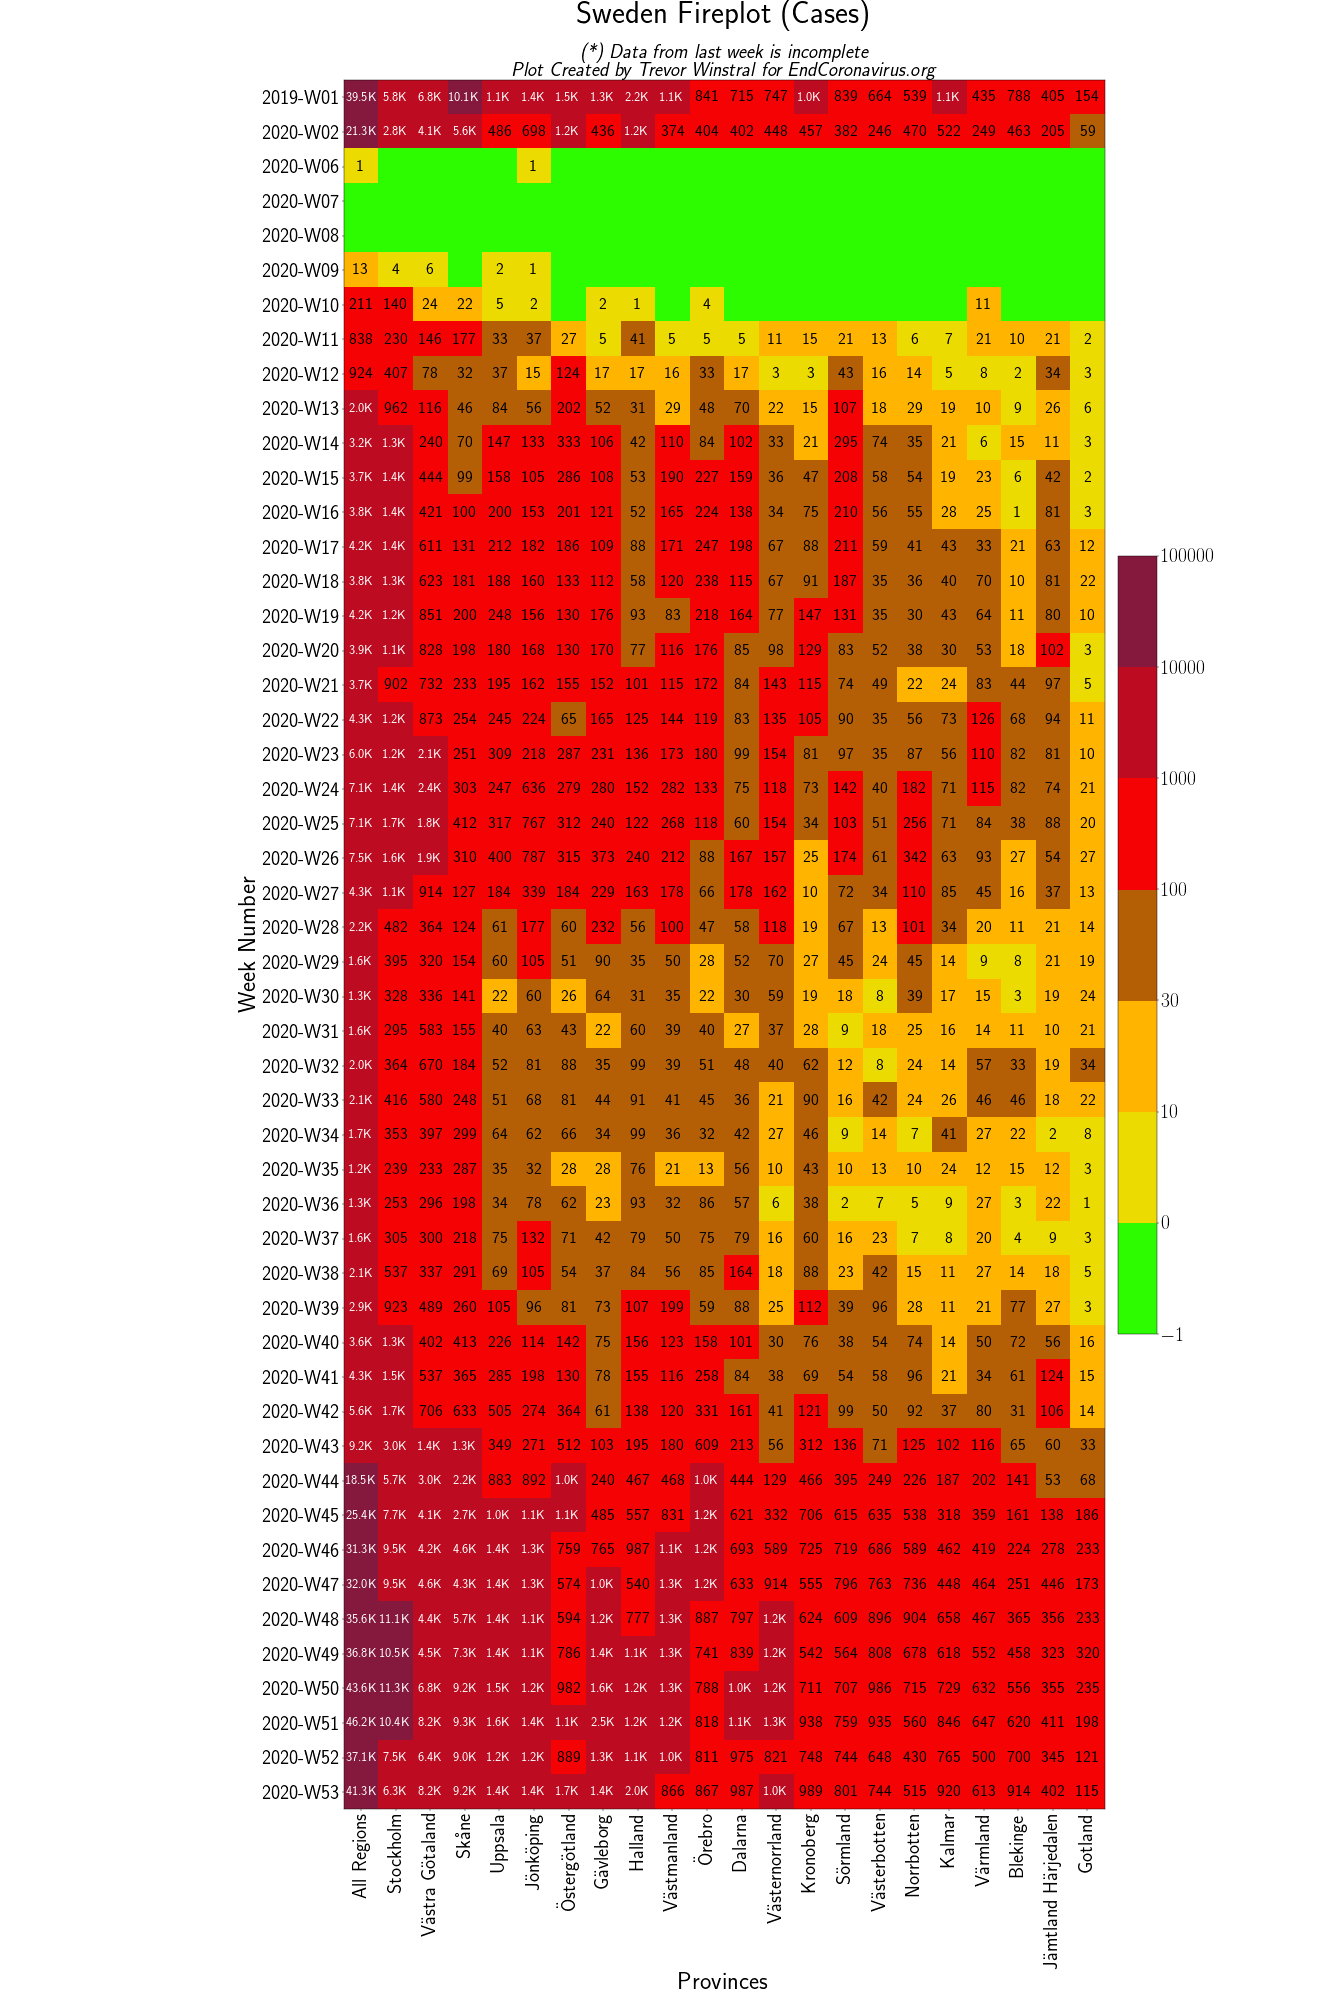 Sweden Fireplot (Cases)
(*) Data from last week is incomplete
Plot Created by Trevor Winstral for EndCoronavirus.org
2019-W01 39.5K 5.8K 6.8K 10.1K 1.1K 1.4K 1.5K 1.3K 2.2K 1.1K 841 715 747 1.0K 839 664 539 1.1K 435 788 405 154
2020-W02 21.3K 2.8K 4.1K 5.6K 486 698 1.2K 436 1.2K 374 404 402 448 457 382 246 470 522 249 463 205 59
2020-W06 1 1
2020-W07
2020-W08
2020-W09 13 4 6 2 1
2020-W10 211 140 24 22 5 2 2 1 4 11
2020-W11 838 230 146 177 33 37 27 5 41 5 5 5 11 15 21 13 6 7 21 10 21 2
2020-W12 924 407 78 32 37 15 124 17 17 16 33 17 3 3 43 16 14 5 8 2 34 3
2020-W13 2.0K 962 116 46 84 56 202 52 31 29 48 70 22 15 107 18 29 19 10 9 26 6
2020-W14 3.2K 1.3K 240 70 147 133 333 106 42 110 84 102 33 21 295 74 35 21 6 15 11 3
2020-W15 3.7K 1.4K 444 99 158 105 286 108 53 190 227 159 36 47 208 58 54 19 23 6 42 2
2020-W16 3.8K 1.4K 421 100 200 153 201 121 52 165 224 138 34 75 210 56 55 28 25 1 81 3
2020-W17 4.2K 1.4K 611 131 212 182 186 109 88 171 247 198 67 88 211 59 41 43 33 21 63 12
2020-W18 3.8K 1.3K 623 181 188 160 133 112 58 120 238 115 67 91 187 35 36 40 70 10 81 22
2020-W19 4.2K 1.2K 851 200 248 156 130 176 93 83 218 164 77 147 131 35 30 43 64 11 80 10
2020-W20 3.9K 1.1K 828 198 180 168 130 170 77 116 176 85 98 129 83 52 38 30 53 18 102 3
2020-W21 3.7K 902 732 233 195 162 155 152 101 115 172 84 143 115 74 49 22 24 83 44 97 5
2020-W22 4.3K 1.2K 873 254 245 224 65 165 125 144 119 83 135 105 90 35 56 73 126 68 94 11
2020-W23 6.0K 1.2K 2.1K 251 309 218 287 231 136 173 180 99 154 81 97 35 87 56 110 82 81 10
2020-W24 7.1K 1.4K 2.4K 303 247 636 279 280 152 282 133 75 118 73 142 40 182 71 115 82 74 21
2020-W25 7.1K 1.7K 1.8K 412 317 767 312 240 122 268 118 60 154 34 103 51 256 71 84 38 88 20
2020-W26 7.5K 1.6K 1.9K 310 400 787 315 373 240 212 88 167 157 25 174 61 342 63 93 27 54 27
2020-W27 4.3K 1.1K 914 127 184 339 184 229 163 178 66 178 162 10 72 34 110 85 45 16 37 13
2020-W28 2.2K 482 364 124 61 177 60 232 56 100 47 58 118 19 67 13 101 34 20 11 21 14
2020-W29 1.6K 395 320 154 60 105 51 90 35 50 28 52 70 27 45 24 45 14 9 8 21 19
2020-W30 1.3K 328 336 141 22 60 26 64 31 35 22 30 59 19 18 8 39 17 15 3 19 24
2020-W31 1.6K 295 583 155 40 63 43 22 60 39 40 27 37 28 9 18 25 16 14 11 10 21
2020-W32 2.0K 364 670 184 52 81 88 35 99 39 51 48 40 62 12 8 24 14 57 33 19 34
2020-W33 2.1K 416 580 248 51 68 81 44 91 41 45 36 21 90 16 42 24 26 46 46 18 22
2020-W34 1.7K 353 397 299 64 62 66 34 99 36 32 42 27 46 9 14 7 41 27 22 2 8
2020-W35 1.2K 239 233 287 35 32 28 28 76 21 13 56 10 43 10 13 10 24 12 15 12 3
2020-W36 1.3K 253 296 198 34 78 62 23 93 32 86 57 6 38 2 7 5 9 27 3 22 1
2020-W37 1.6K 305 300 218 75 132 71 42 79 50 75 79 16 60 16 23 7 8 20 4 9 3
2020-W38 2.1K 537 337 291 69 105 54 37 84 56 85 164 18 88 23 42 15 11 27 14 18 5
2020-W39 2.9K 923 489 260 105 96 81 73 107 199 59 88 25 112 39 96 28 11 21 77 27 3
2020-W40 3.6K 1.3K 402 413 226 114 142 75 156 123 158 101 30 76 38 54 74 14 50 72 56 16
2020-W41 4.3K 1.5K 537 365 285 198 130 78 155 116 258 84 38 69 54 58 96 21 34 61 124 15
2020-W42 5.6K 1.7K 706 633 505 274 364 61 138 120 331 161 41 121 99 50 92 37 80 31 106 14
2020-W43 9.2K 3.0K 1.4K 1.3K 349 271 512 103 195 180 609 213 56 312 136 71 125 102 116 65 60 33
2020-W44 18.5K 5.7K 3.0K 2.2K 883 892 1.0K 240 467 468 1.0K 444 129 466 395 249 226 187 202 141 53 68
2020-W45 25.4K 7.7K 4.1K 2.7K 1.0K 1.1K 1.1K 485 557 831 1.2K 621 332 706 615 635 538 318 359 161 138 186
2020-W46 31.3K 9.5K 4.2K 4.6K 1.4K 1.3K 759 765 987 1.1K 1.2K 693 589 725 719 686 589 462 419 224 278 233
2020-W47 32.0K 9.5K 4.6K 4.3K 1.4K 1.3K 574 1.0K 540 1.3K 1.2K 633 914 555 796 763 736 448 464 251 446 173
2020-W48 35.6K 11.1K 4.4K 5.7K 1.4K 1.1K 594 1.2K 777 1.3K 887 797 1.2K 624 609 896 904 658 467 365 356 233
2020-W49 36.8K 10.5K 4.5K 7.3K 1.4K 1.1K 786 1.4K 1.1K 1.3K 741 839 1.2K 542 564 808 678 618 552 458 323 320
2020-W50 43.6K 11.3K 6.8K 9.2K 1.5K 1.2K 982 1.6K 1.2K 1.3K 788 1.0K 1.2K 711 707 986 715 729 632 556 355 235
2020-W51 46.2K 10.4K 8.2K 9.3K 1.6K 1.4K 1.1K 2.5K 1.2K 1.2K 818 1.1K 1.3K 938 759 935 560 846 647 620 411 198
2020-W52 37.1K 7.5K 6.4K 9.0K 1.2K 1.2K 889 1.3K 1.1K 1.0K 811 975 821 748 744 648 430 765 500 700 345 121
2020-W53 41.3K 6.3K 8.2K 9.2K 1.4K 1.4K 1.7K 1.4K 2.0K 866 867 987 1.0K 989 801 744 515 920 613 914 402 115
Week Number
100000
10000
1000
100
30
10
0
−1
All Regions
Stockholm
Västra Götaland
Skåne
Uppsala
Jönköping
Östergötland
Gävleborg
Halland
Västmanland
Örebro
Dalarna
Västernorrland
Kronoberg
Sörmland
Västerbotten
Norrbotten
Kalmar
Värmland
Blekinge
Jämtland Härjedalen
Gotland
Provinces